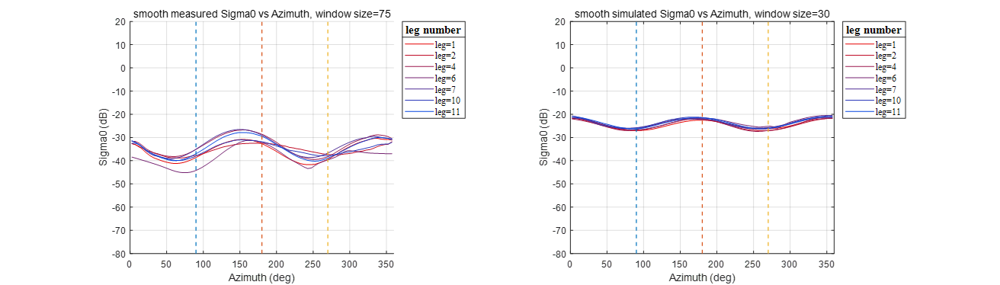 smooth measured Sigma0 vs Azimuth, window size=75
20
10
0
-10
-20
-30
-40
-50
-60
-70
-80
Sigma0 (dB)
0 50 100 150 200 250 300 350
Azimuth (deg)
leg number
leg=1
leg=2
leg=4
leg=6
leg=7
leg=10
leg=11
smooth simulated Sigma0 vs Azimuth, window size=30
20
10
0
-10
-20
-30
-40
-50
-60
-70
-80
Sigma0 (dB)
0 50 100 150 200 250 300 350
Azimuth (deg)
leg number
leg=1
leg=2
leg=4
leg=6
leg=7
leg=10
leg=11